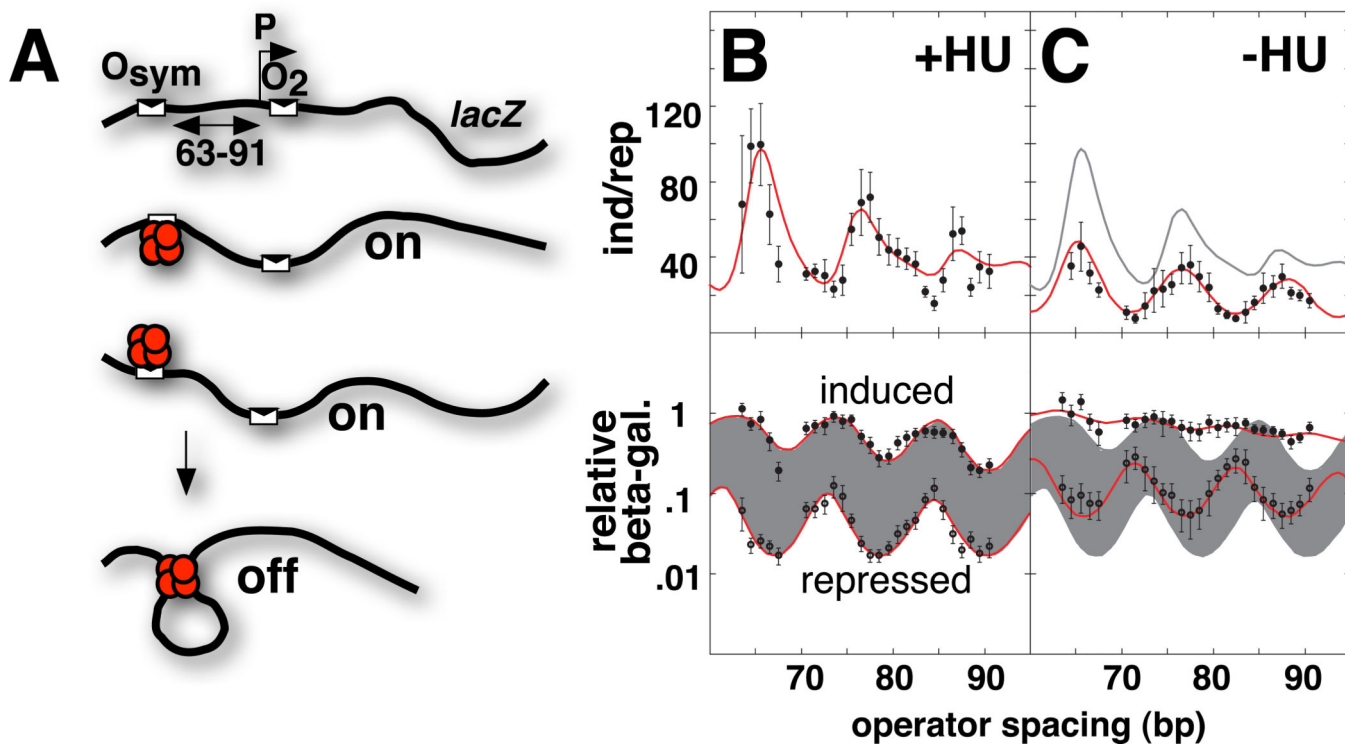 A
P
Osym
O2
lacZ
63-91
on
on
off
B
+HU
C
-HU
ind/rep
120
80
40
relative
beta-gal.
1
.1
.01
induced
repressed
70
80
90
70
80
90
operator spacing (bp)